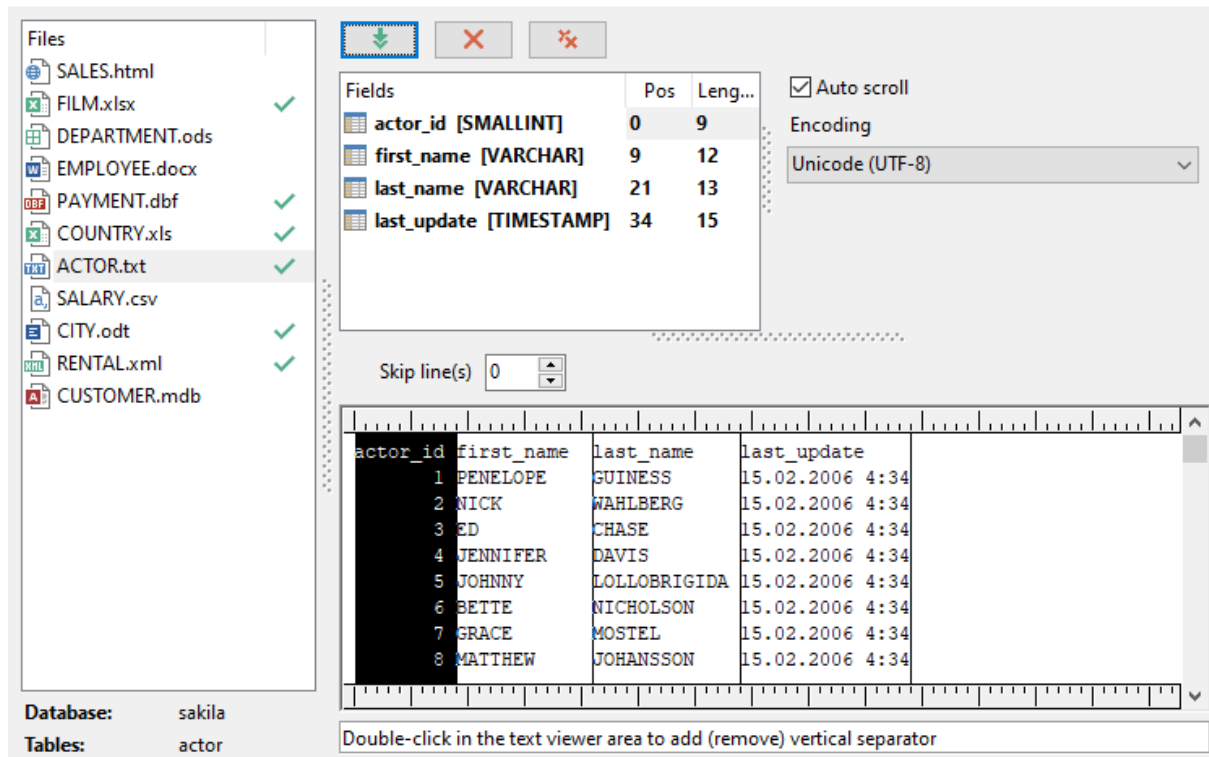 Files
SALES.html
FILM.xlsx
DEPARTMENT.ods
EMPLOYEE.docx
PAYMENT.dbf
COUNTRY.xls
ACTOR.txt
SALARY.csv
CITY.odt
RENTAL.xml
CUSTOMER.mdb
Database: sakila
Tables: actor
Fields Pos Leng...
actor_id [SMALLINT] 0 9
first_name [VARCHAR] 9 12
last_name [VARCHAR] 21 13
last_update [TIMESTAMP] 34 15
Auto scroll
Encoding
Unicode (UTF-8)
Skip line(s) 0
actor_id first_name last_name last_update
1 PENELOPE GUINESS 15.02.2006 4:34
2 NICK WAHLBERG 15.02.2006 4:34
3 ED CHASE 15.02.2006 4:34
4 JENNIFER DAVIS 15.02.2006 4:34
5 JOHNNY LOLLOBRIGIDA 15.02.2006 4:34
6 BETTE NICHOLSON 15.02.2006 4:34
7 GRACE MOSTEL 15.02.2006 4:34
8 MATTHEW JOHANSSON 15.02.2006 4:34
Double-click in the text viewer area to add (remove) vertical separator